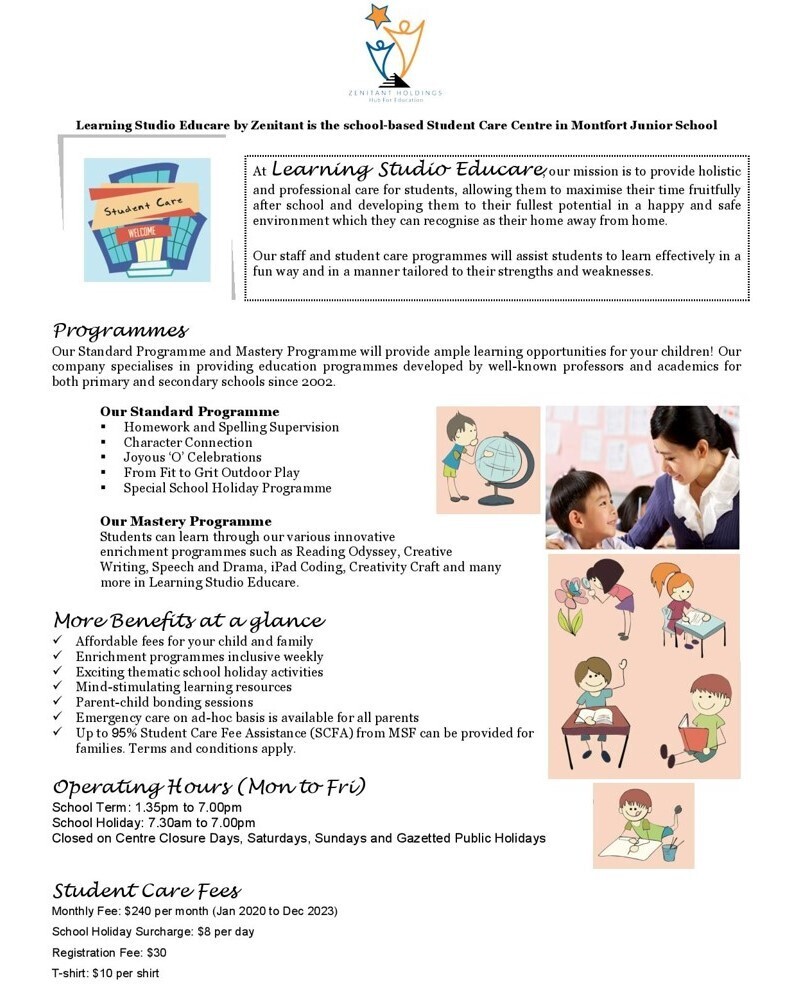 ZENITANT HOLDINGS
Hub For Education
Learning Studio Educare by Zenitant is the school-based Student Care Centre in Montfort Junior School
Student Care
WELCOME
At Learning Studio Educare, our mission is to provide holistic
and professional care for students, allowing them to maximise their time fruitfully
after school and developing them to their fullest potential in a happy and safe
environment which they can recognise as their home away from home.
Our staff and student care programmes will assist students to learn effectively in a
fun way and in a manner tailored to their strengths and weaknesses.
Programmes
Our Standard Programme and Mastery Programme will provide ample learning opportunities for your children! Our
company specialises in providing education programmes developed by well-known professors and academics for
both primary and secondary schools since 2002.
Our Standard Programme
▪ Homework and Spelling Supervision
▪ Character Connection
▪ Joyous ‘O’ Celebrations
▪ From Fit to Grit Outdoor Play
▪ Special School Holiday Programme
Our Mastery Programme
Students can learn through our various innovative
enrichment programmes such as Reading Odyssey, Creative
Writing, Speech and Drama, iPad Coding, Creativity Craft and many
more in Learning Studio Educare.
More Benefits at a glance
✓ Affordable fees for your child and family
✓ Enrichment programmes inclusive weekly
✓ Exciting thematic school holiday activities
✓ Mind-stimulating learning resources
✓ Parent-child bonding sessions
✓ Emergency care on ad-hoc basis is available for all parents
✓ Up to 95% Student Care Fee Assistance (SCFA) from MSF can be provided for
families. Terms and conditions apply.
Operating Hours (Mon to Fri)
School Term: 1.35pm to 7.00pm
School Holiday: 7.30am to 7.00pm
Closed on Centre Closure Days, Saturdays, Sundays and Gazetted Public Holidays
Student Care Fees
Monthly Fee: $240 per month (Jan 2020 to Dec 2023)
School Holiday Surcharge: $8 per day
Registration Fee: $30
T-shirt: $10 per shirt